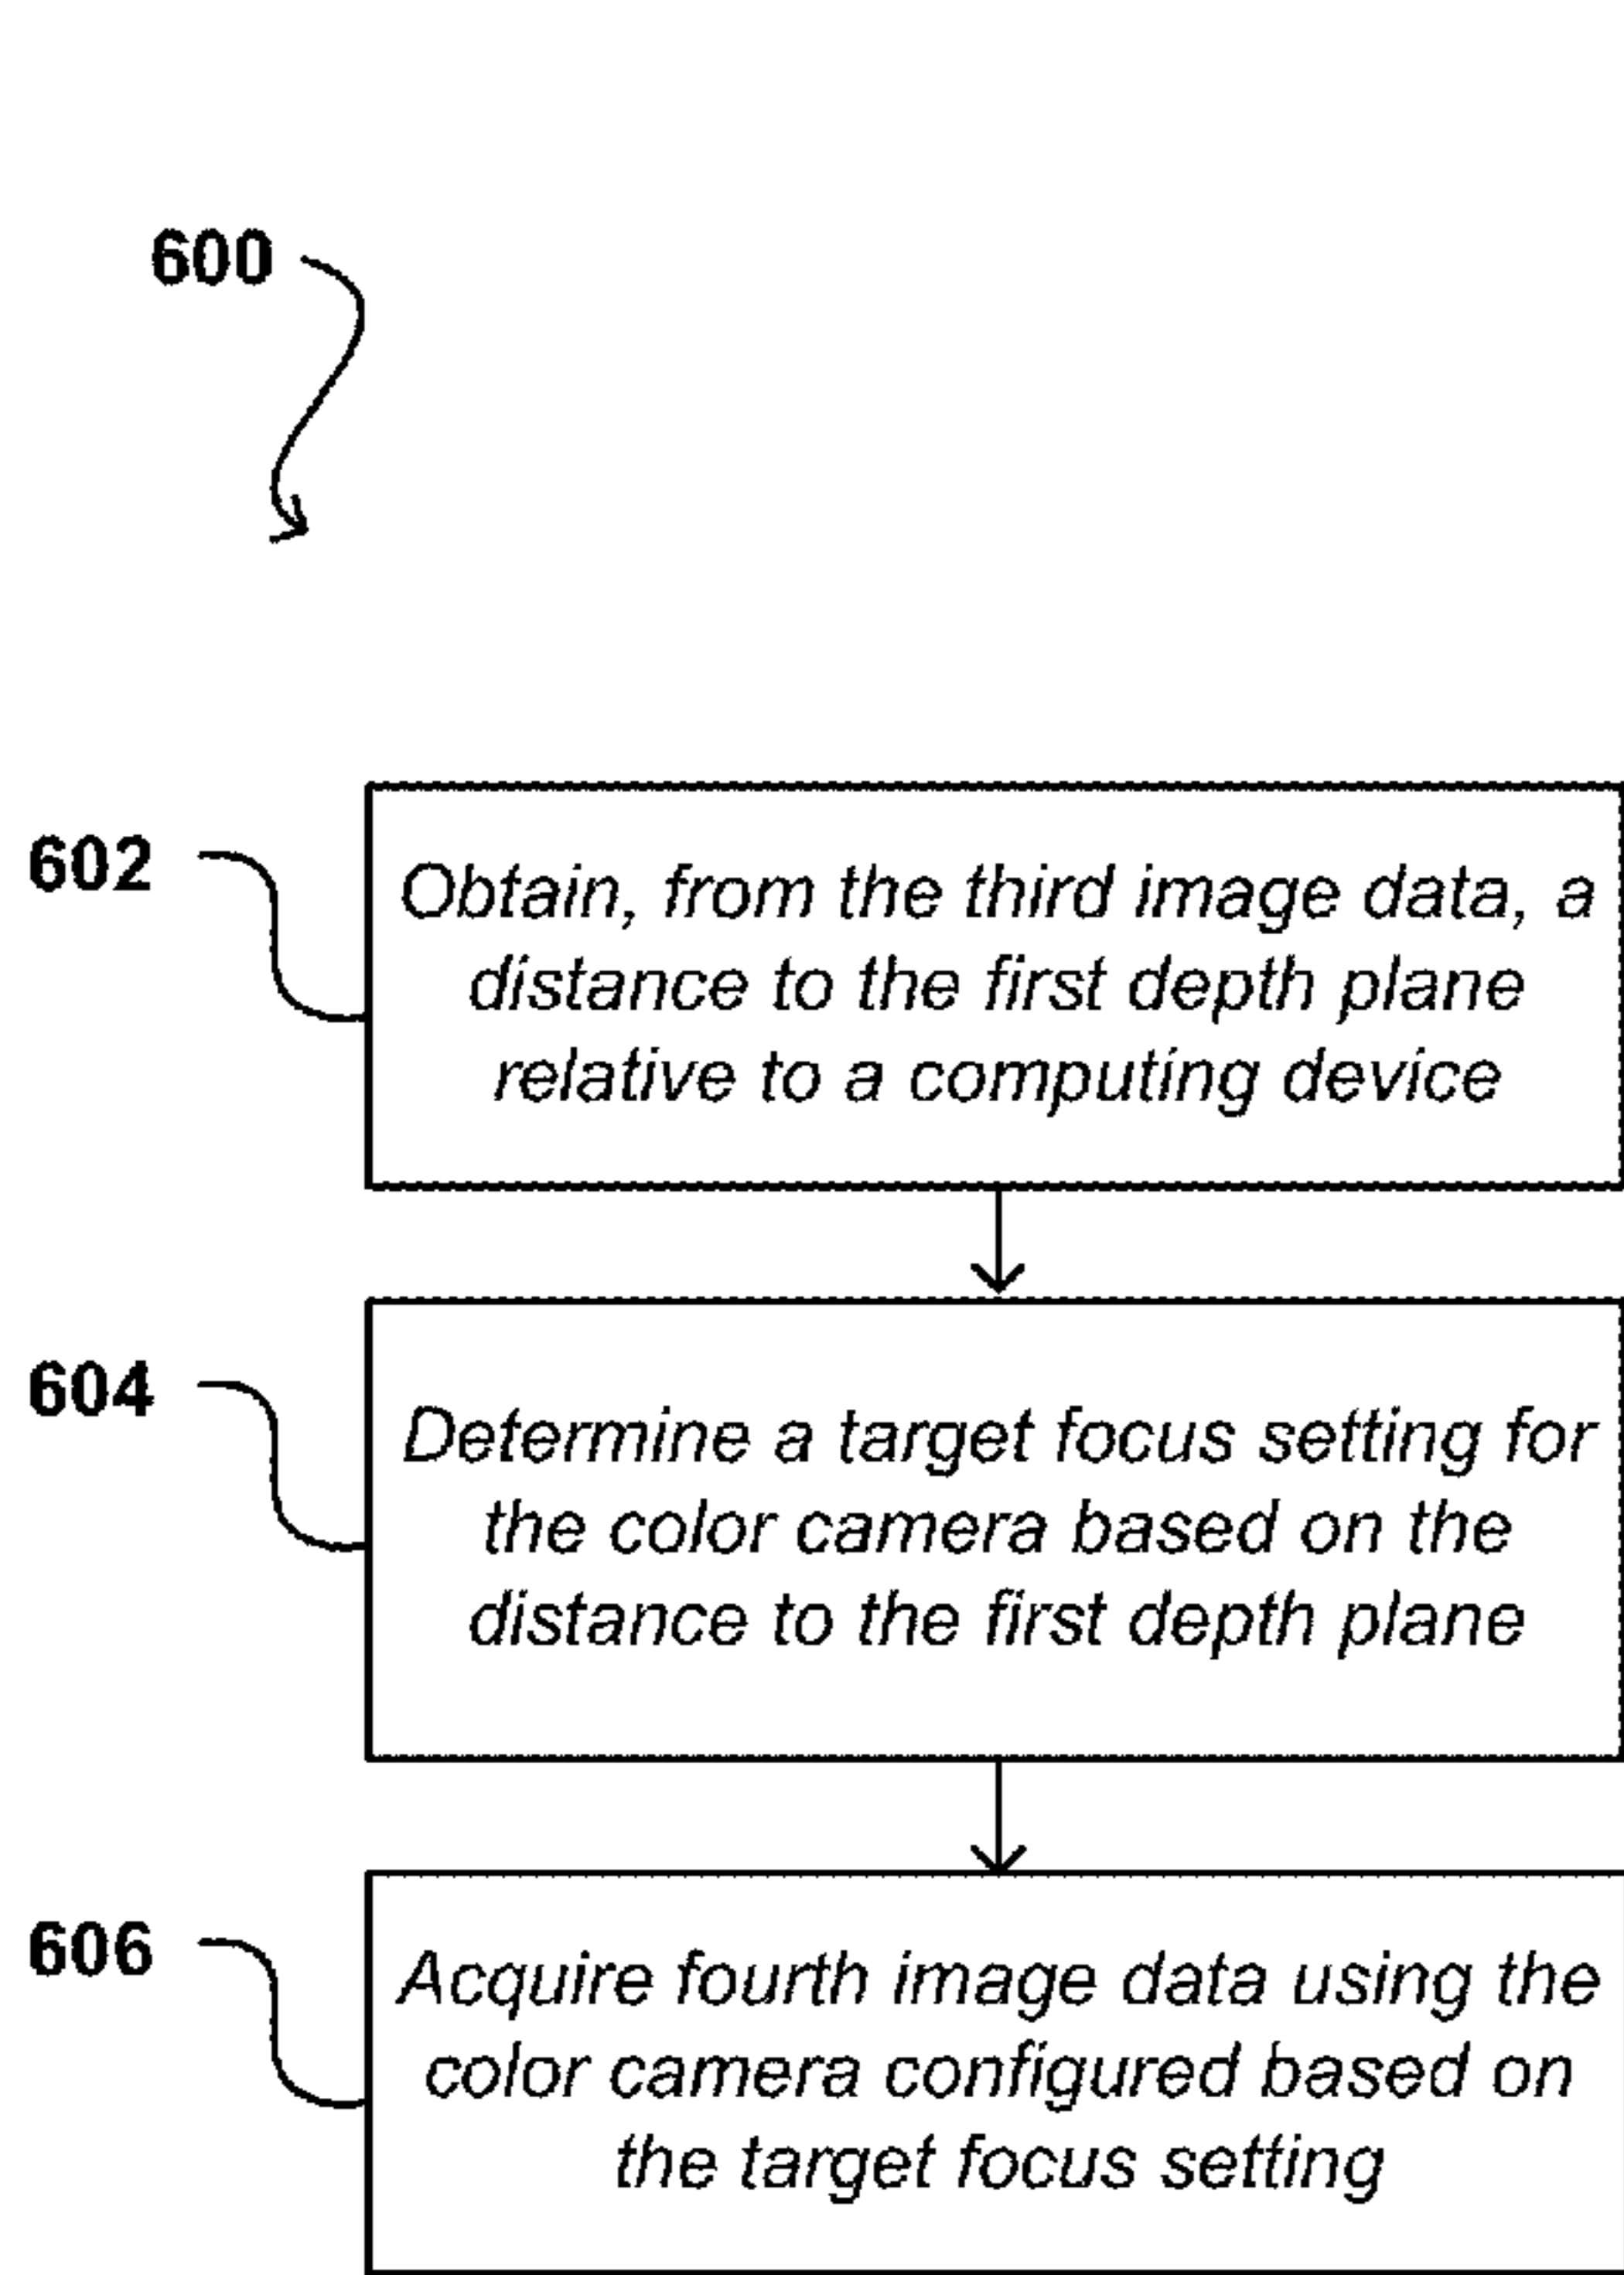 600
602
Obtain, from the third image data, a
distance to the first depth plane
relative to a computing device
604
Determine a target focus setting for
the color camera based on the
distance to the first depth plane
606
Acquire fourth image data using the
color camera configured based on
the target focus setting